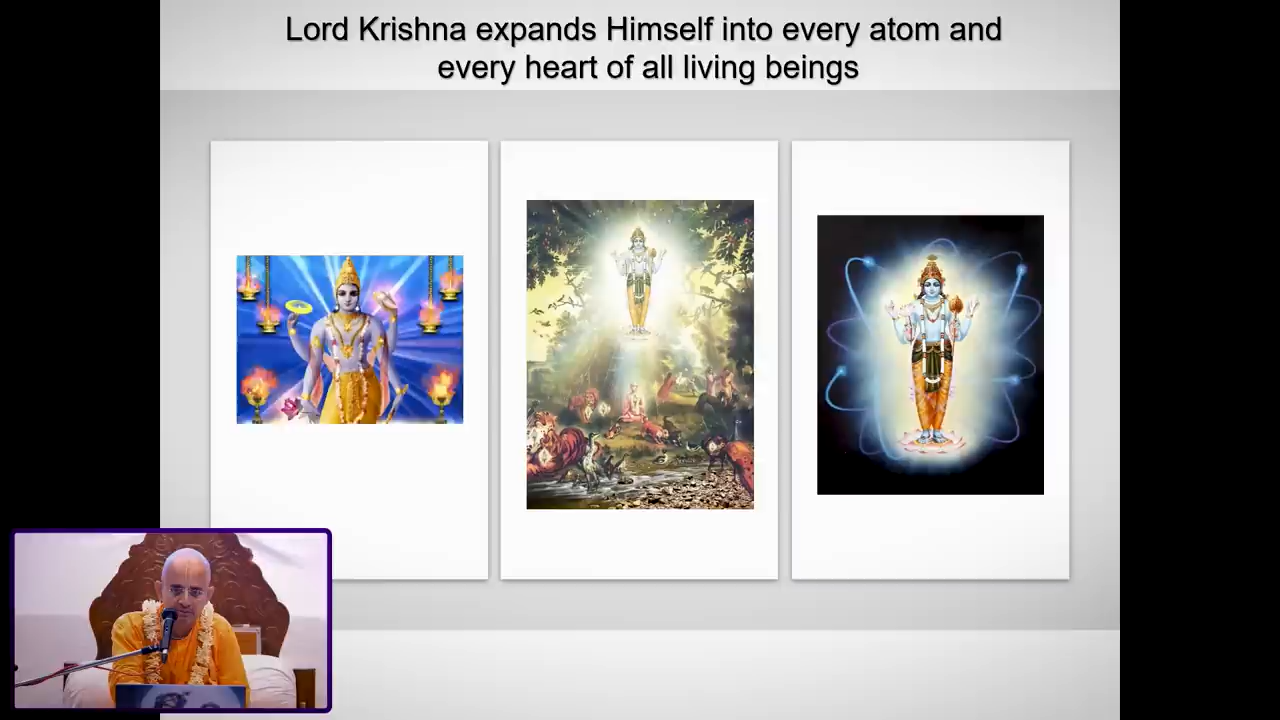 Lord Krishna expands Himself into every atom and
every heart of all living beings